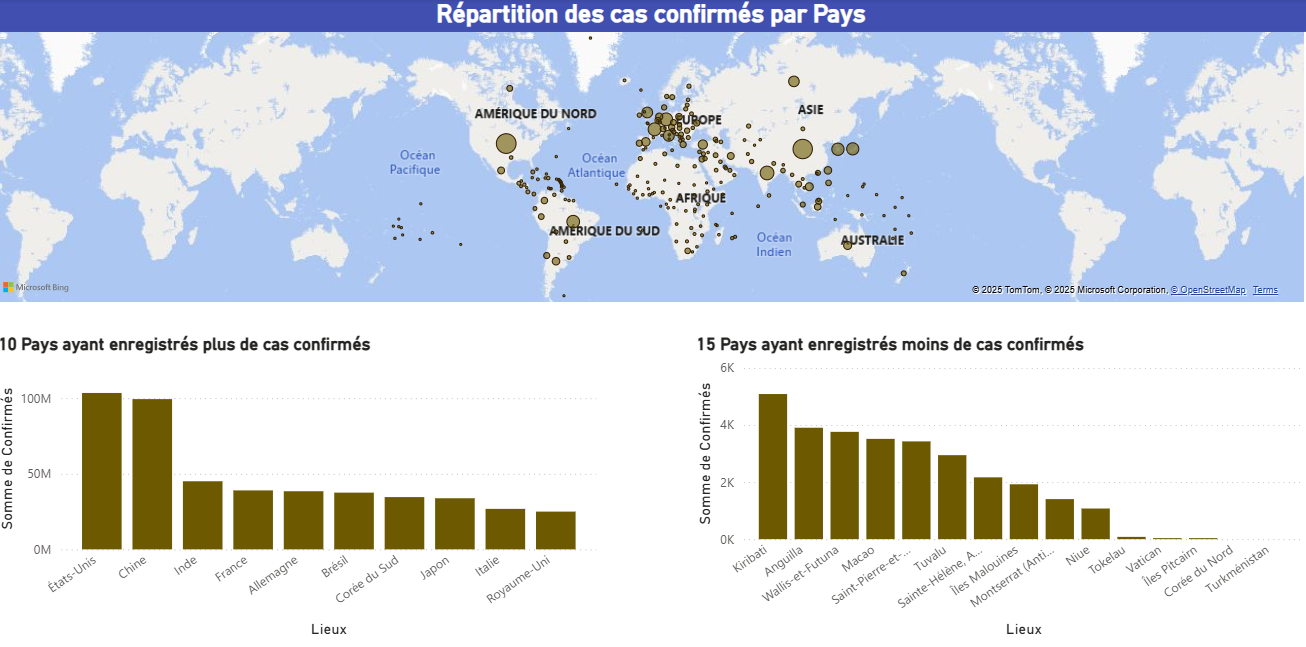 Répartition des cas confirmés par Pays
AMÉRIQUE DU NORD
EUROPE
ASIE
Océan
Pacifique
Océan
Atlantique
AFRIQUE
AMÉRIQUE DU SUD
Océan
Indien
AUSTRALIE
Microsoft Bing
© 2025 TomTom, © 2025 Microsoft Corporation, © OpenStreetMap Terms
10 Pays ayant enregistrés plus de cas confirmés
Somme de Confirmés
100M
50M
0M
États-Unis
Chine
Inde
France
Allemagne
Brésil
Corée du Sud
Japon
Italie
Royaume-Uni
Lieux
15 Pays ayant enregistrés moins de cas confirmés
Somme de Confirmés
6K
4K
2K
0K
Kiribati
Anguilla
Wallis-et-Futuna
Macao
Saint-Pierre-et-...
Tuvalu
Sainte-Hélène, A...
Îles Malouines
Montserrat (Anti...
Niue
Tokelau
Vatican
Îles Pitcairn
Corée du Nord
Turkménistan
Lieux